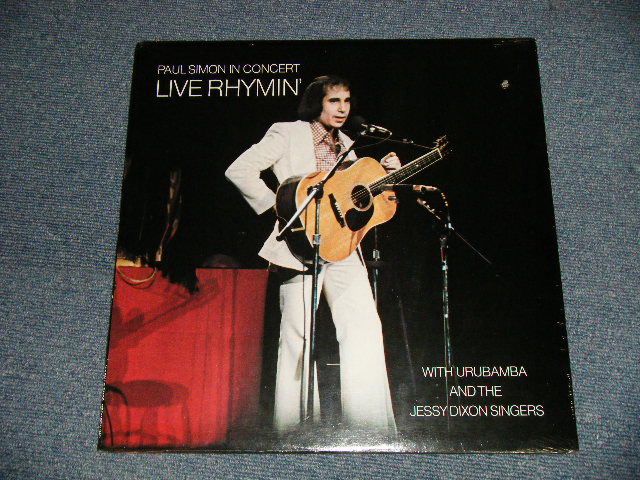 PAUL SIMON IN CONCERT
LIVE RHYMIN'
WITH URUBAMBA
AND THE
JESSY DIXON SINGERS